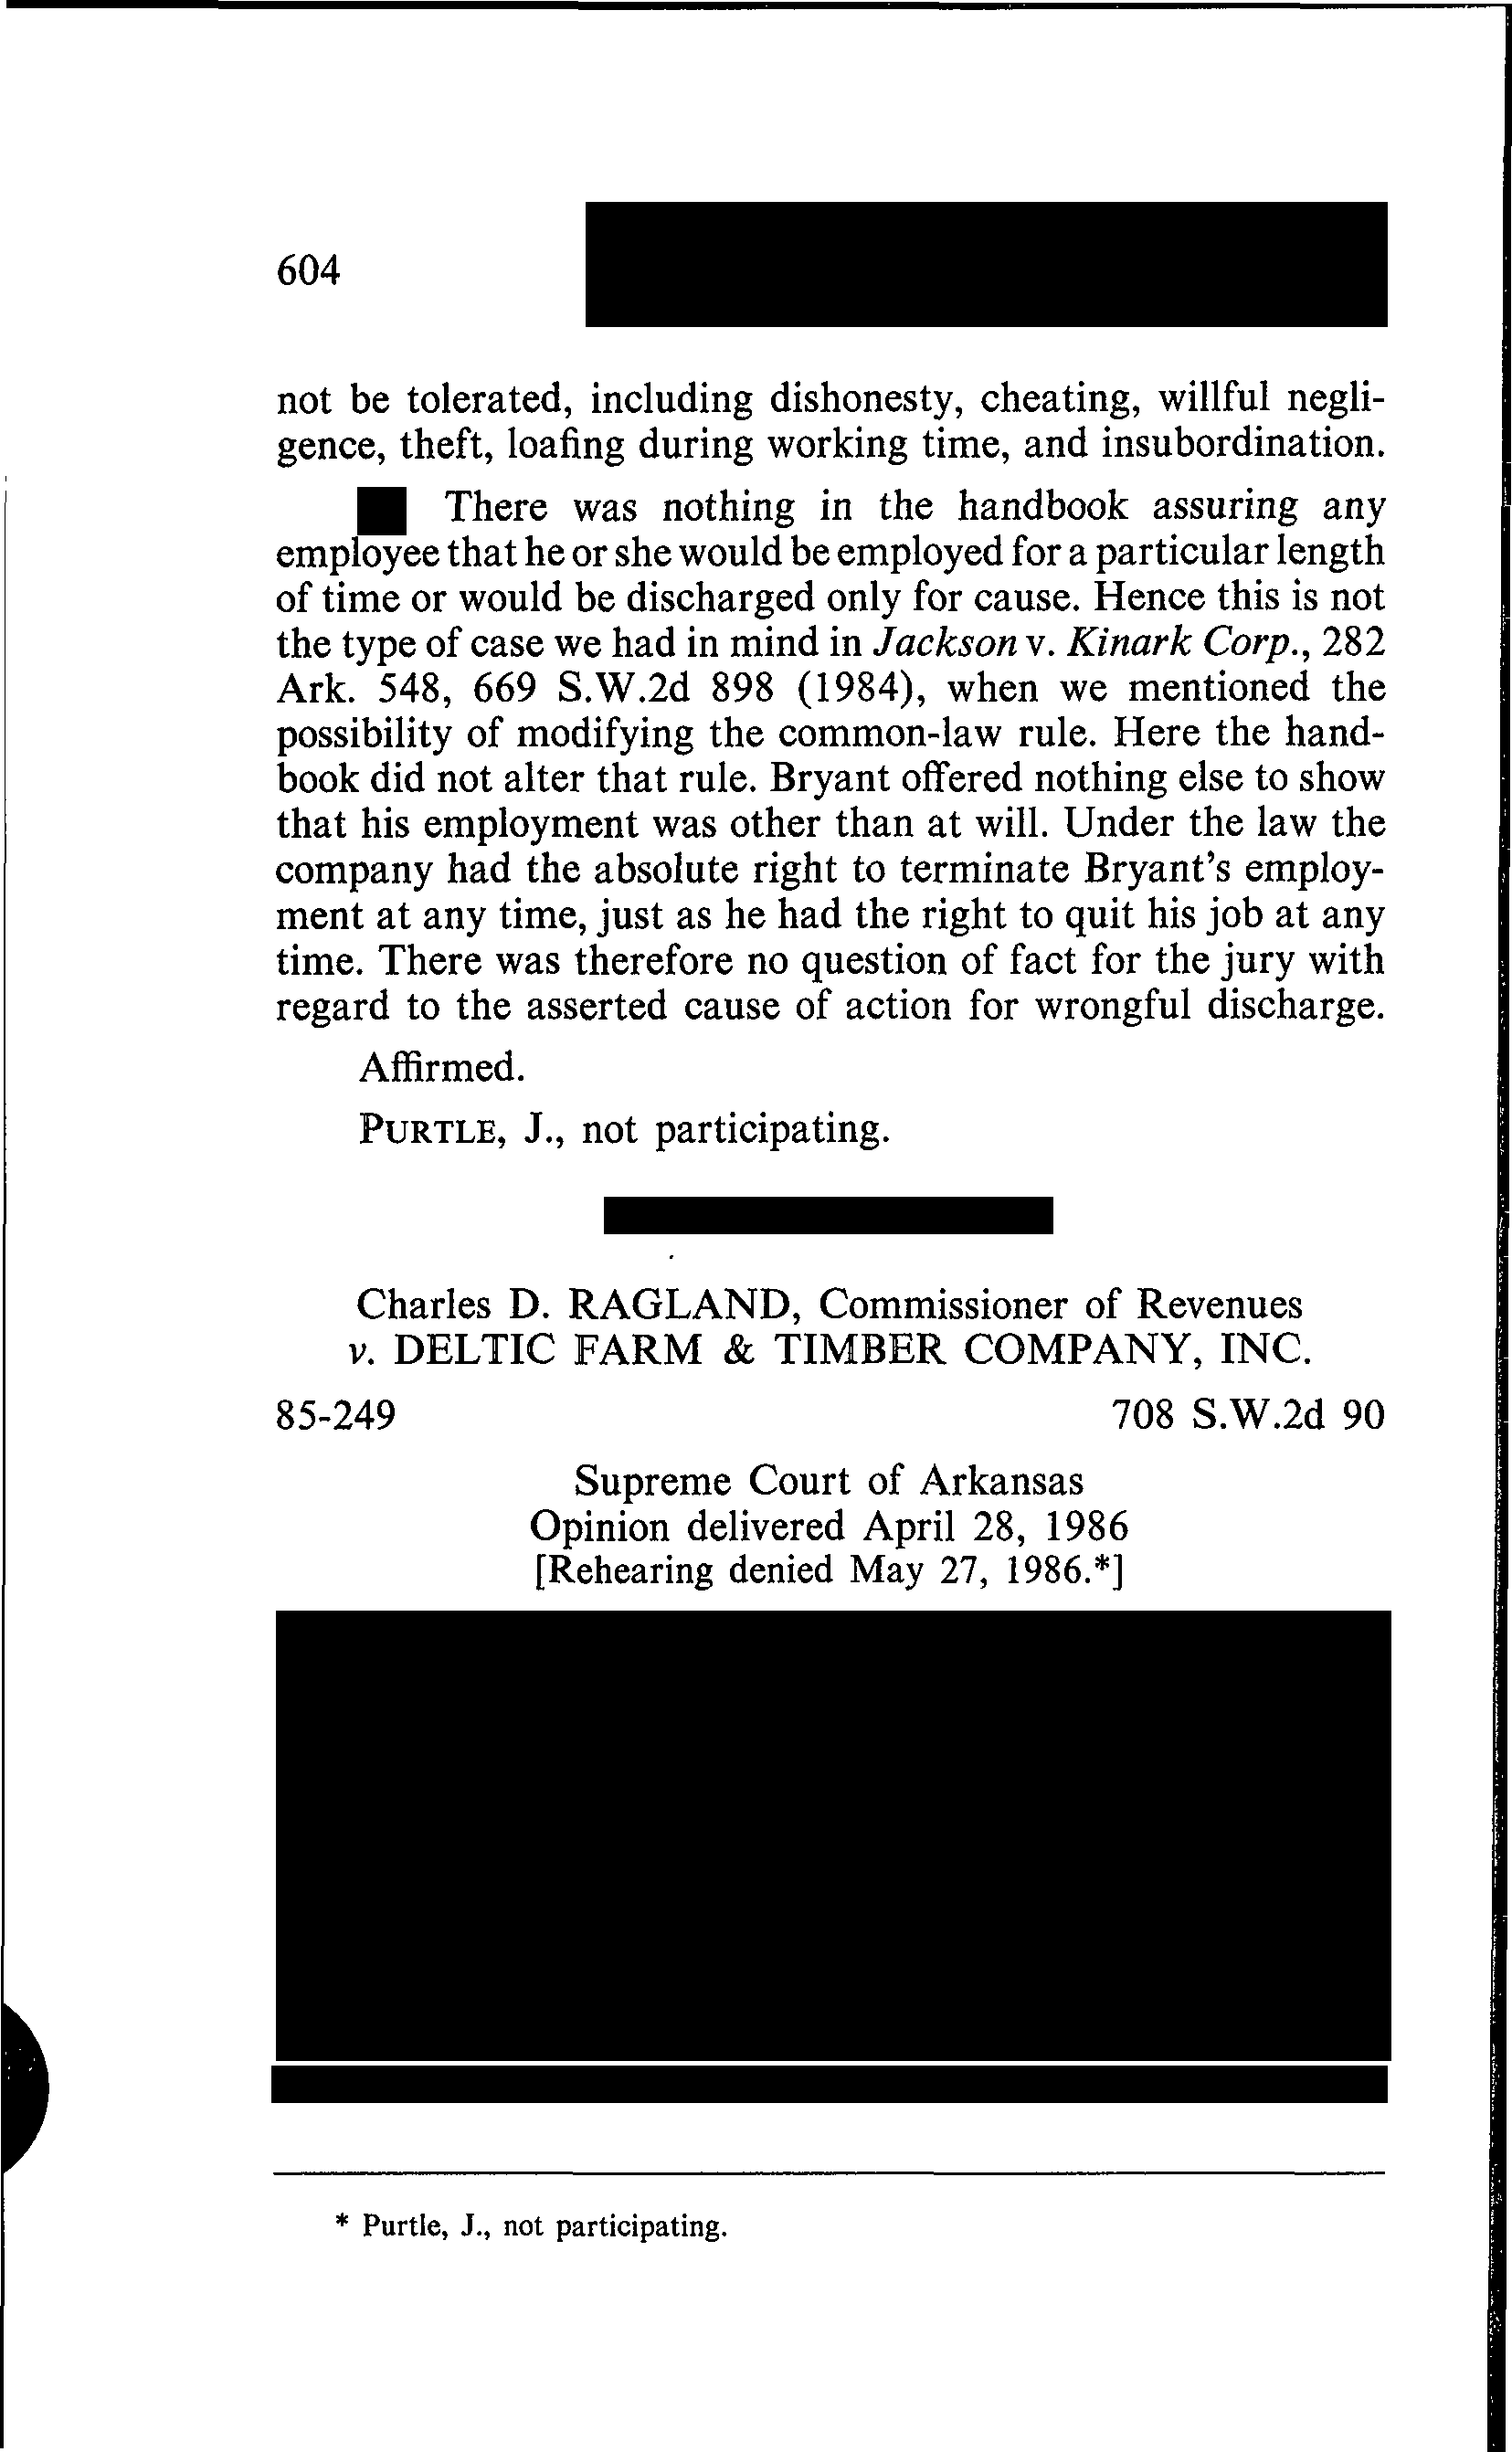 604
not be tolerated, including dishonesty, cheating, willful negli-
gence, theft, loafing during working time, and insubordination.
There was nothing in the handbook assuring any
employee that he or she would be employed for a particular length
of time or would be discharged only for cause. Hence this is not
the type of case we had in mind in Jackson v. Kinark Corp., 282
Ark. 548, 669 S.W.2d 898 (1984), when we mentioned the
possibility of modifying the common-law rule. Here the hand-
book did not alter that rule. Bryant offered nothing else to show
that his employment was other than at will. Under the law the
company had the absolute right to terminate Bryant's employ-
ment at any time, just as he had the right to quit his job at any
time. There was therefore no question of fact for the jury with
regard to the asserted cause of action for wrongful discharge.
Affirmed.
PURTLE, J., not participating.
Charles D. RAGLAND, Commissioner of Revenues
v. DELTIC FARM & TIMBER COMPANY, INC.
85-249 708 S.W.2d 90
Supreme Court of Arkansas
Opinion delivered April 28, 1986
[Rehearing denied May 27, 1986.*]
* Purtle, J., not participating.